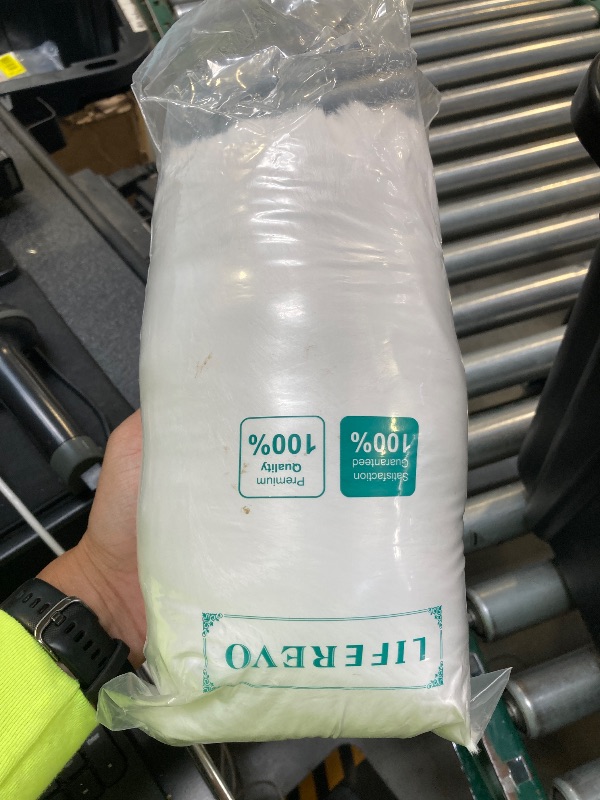 LIFEREVO
Satisfaction
Guaranteed
100%
Premium
Quality
100%